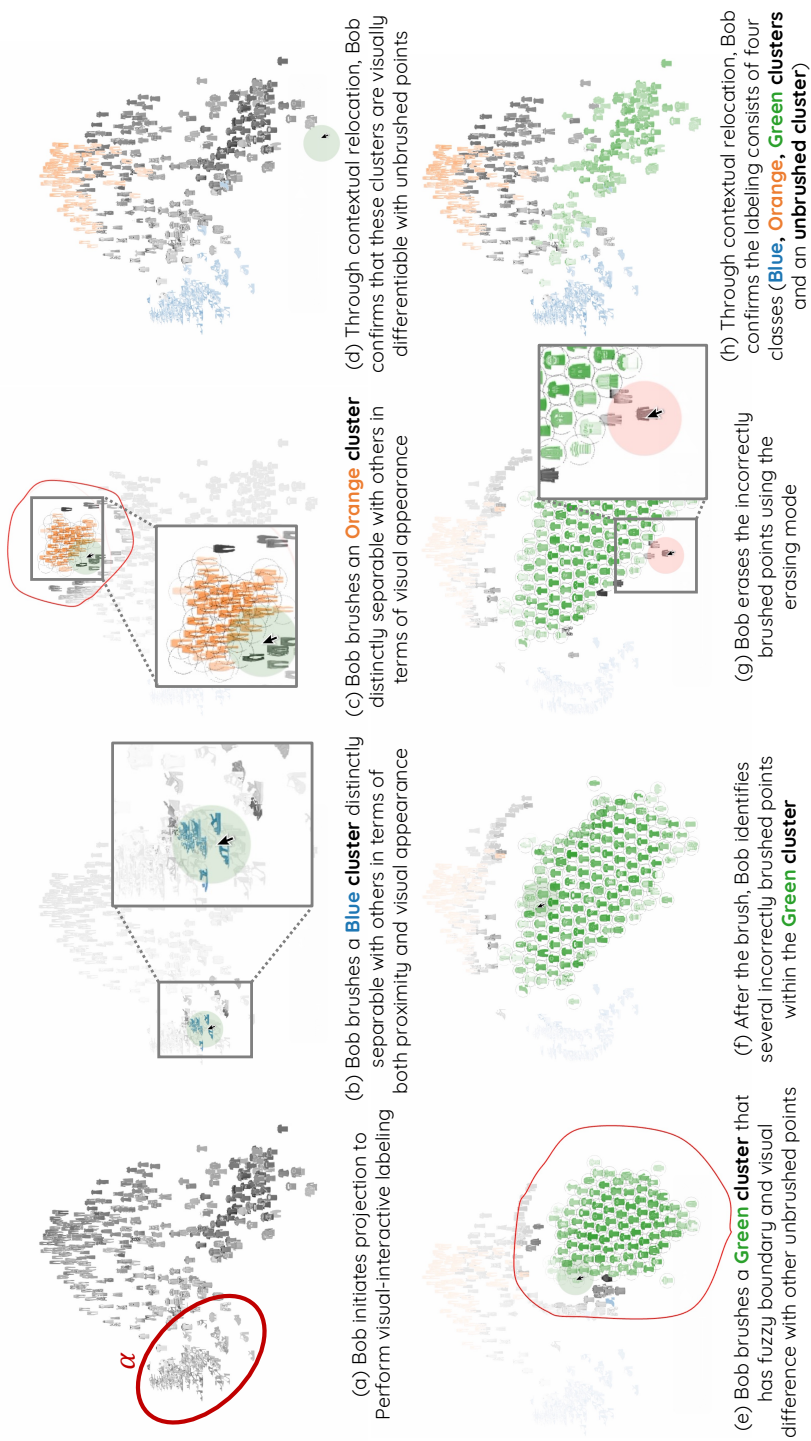 α
(a) Bob initiates projection to
Perform visual-interactive labeling
(b) Bob brushes a Blue cluster distinctly
separable with others in terms of
both proximity and visual appearance
(c) Bob brushes an Orange cluster
distinctly separable with others in
terms of visual appearance
(d) Through contextual relocation, Bob
confirms that these clusters are visually
differentiable with unbrushed points
(e) Bob brushes a Green cluster that
has fuzzy boundary and visual
difference with other unbrushed points
(f) After the brush, Bob identifies
several incorrectly brushed points
within the Green cluster
(g) Bob erases the incorrectly
brushed points using the
erasing mode
(h) Through contextual relocation, Bob
confirms the labeling consists of four
classes (Blue, Orange, Green clusters
and an unbrushed cluster)